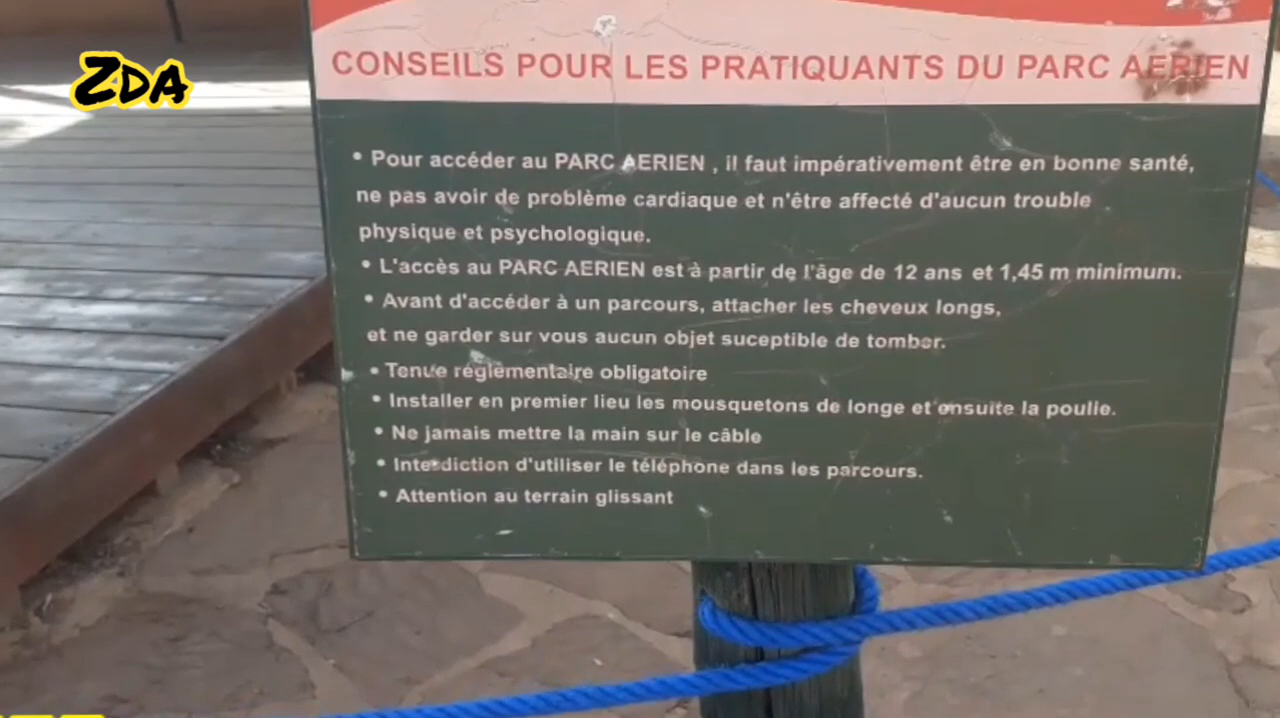 ZDA
CONSEILS POUR LES PRATIQUANTS DU PARC AERIEN
• Pour accéder au PARC AERIEN , il faut impérativement être en bonne santé,
ne pas avoir de problème cardiaque et n'être affecté d'aucun trouble
physique et psychologique.
• L'accès au PARC AERIEN est à partir de l'âge de 12 ans et 1,45 m minimum.
• Avant d'accéder à un parcours, attacher les cheveux longs,
et ne garder sur vous aucun objet suceptible de tomber.
• Tenue réglementaire obligatoire
• Installer en premier lieu les mousquetons de longe et ensuite la poulie.
• Ne jamais mettre la main sur le câble
• Interdiction d'utiliser le téléphone dans les parcours.
• Attention au terrain glissant